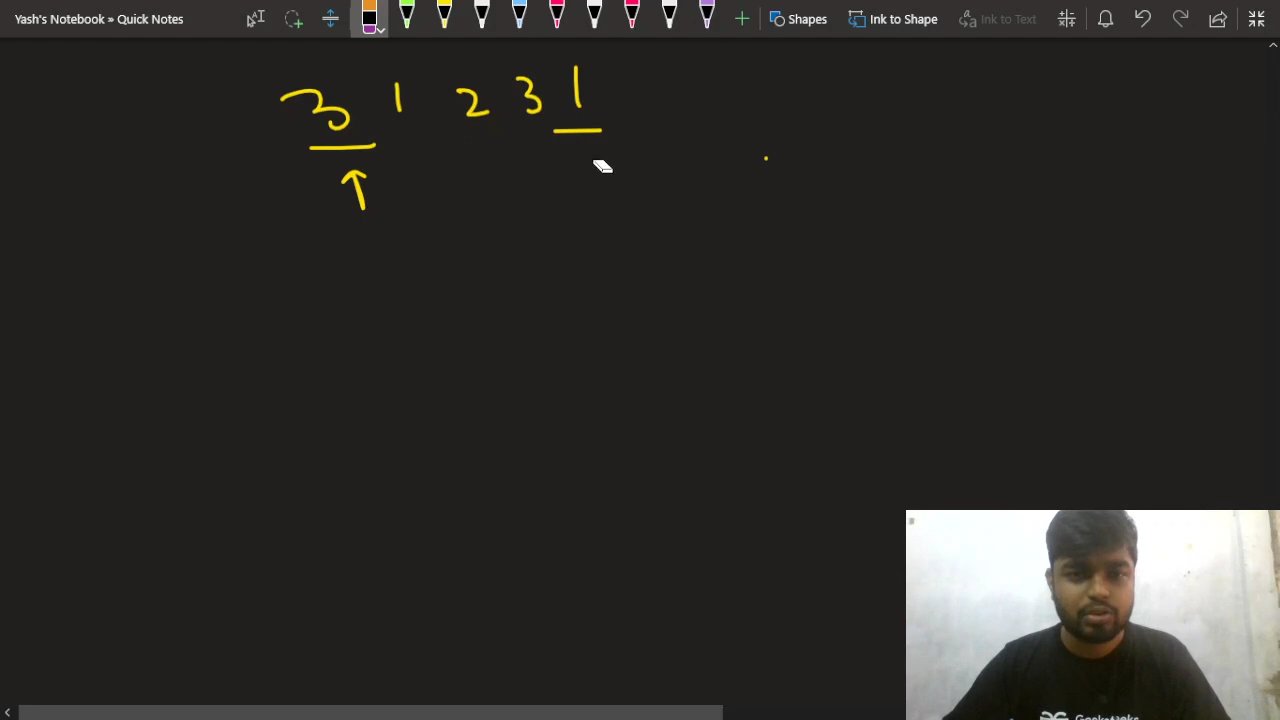 Yash's Notebook » Quick Notes
Shapes
Ink to Shape
Ink to Text
3 1 2 3 1